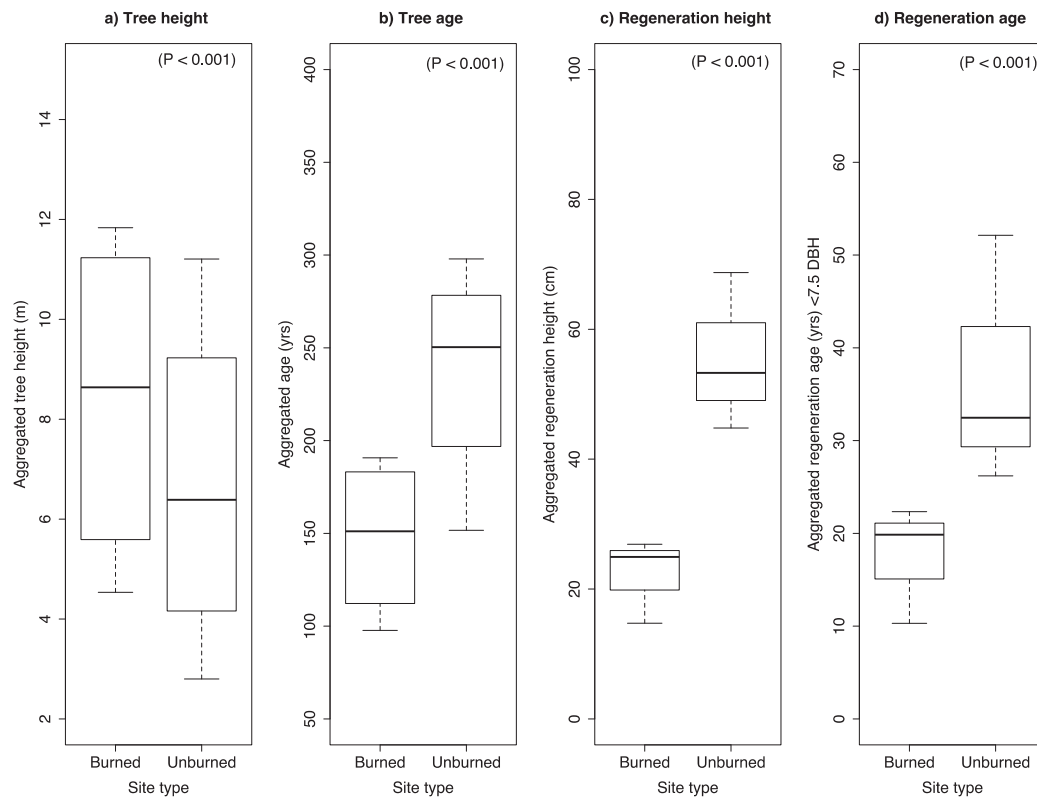 a) Tree height
(P < 0.001)
Aggregated tree height (m)
14
12
10
8
6
4
2
Burned Unburned
Site type
b) Tree age
(P < 0.001)
Aggregated age (yrs)
400
350
300
250
200
150
100
50
Burned Unburned
Site type
c) Regeneration height
(P < 0.001)
Aggregated regeneration height (cm)
100
80
60
40
20
0
Burned Unburned
Site type
d) Regeneration age
(P < 0.001)
Aggregated regeneration age (yrs) <7.5 DBH
70
60
50
40
30
20
10
0
Burned Unburned
Site type